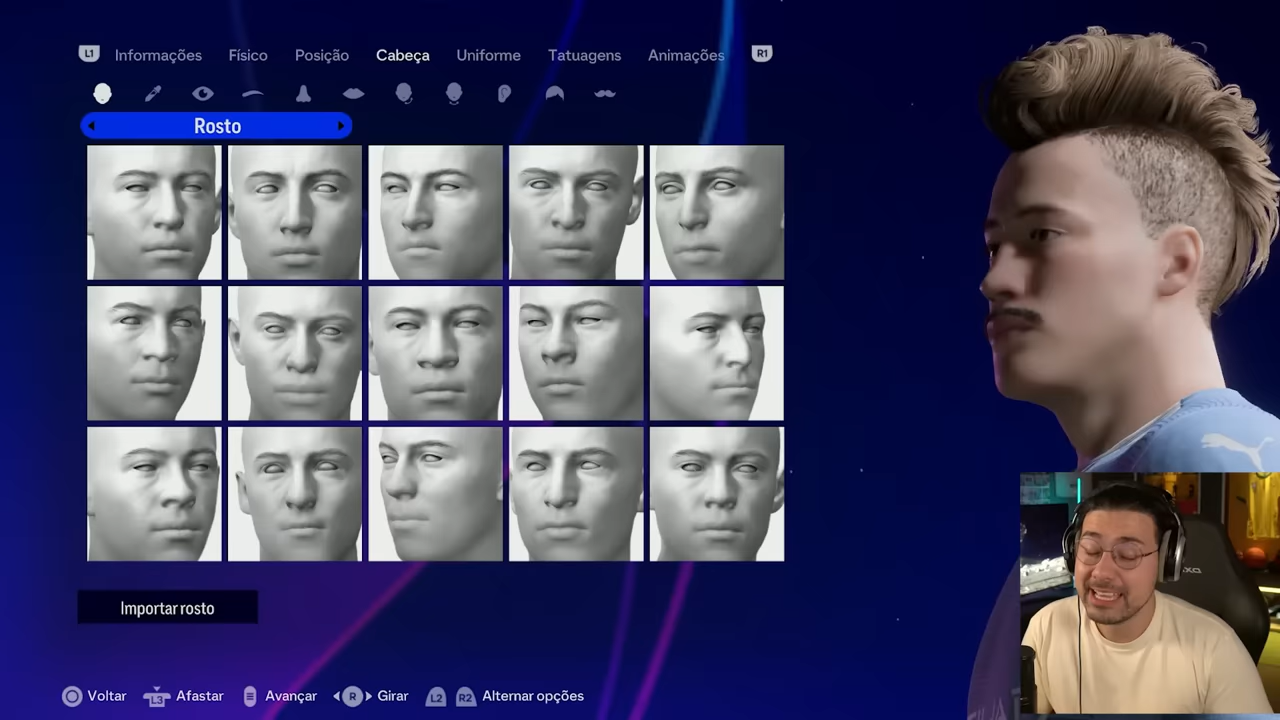 L1 Informações Físico Posição Cabeça Uniforme Tatuagens Animações R1
Rosto
Importar rosto
Voltar L3 Afastar Avançar R Girar L2 R2 Alternar opções